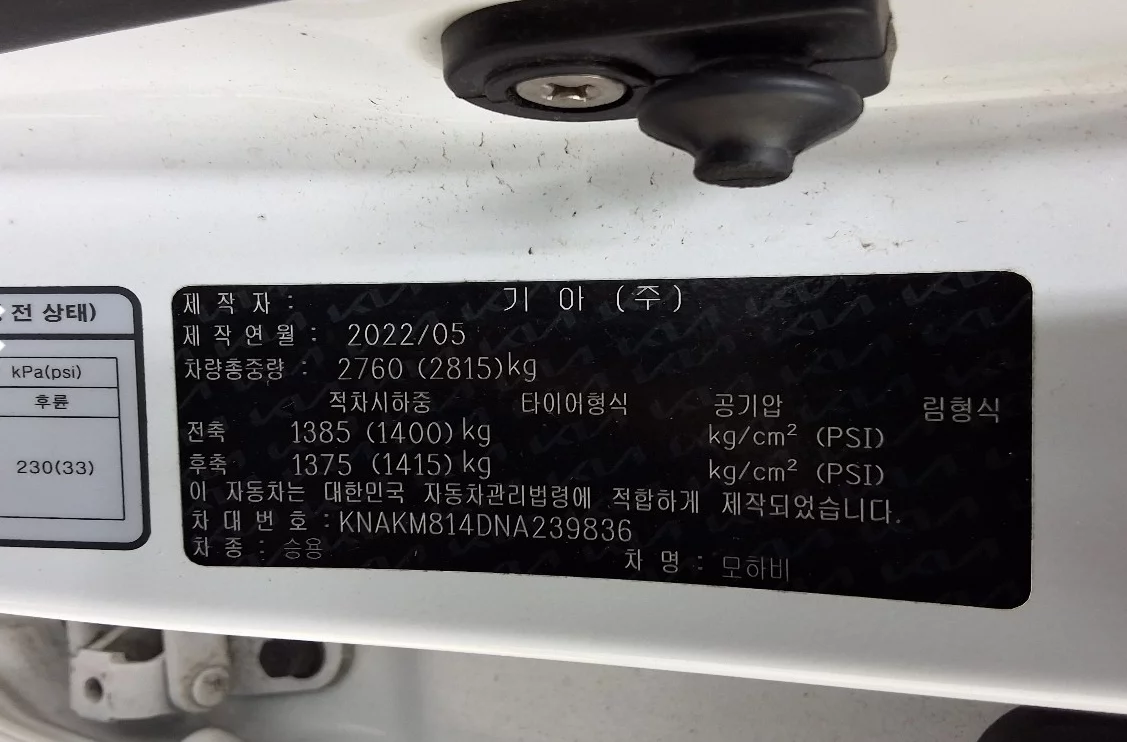 전 상태)
kPa(psi)
후륜
230(33)
제 작 자 : 기 아 (주)
제 작 연 월 : 2022/05
차량총중량 : 2760 (2815)kg
적차시하중 타이어형식 공기압 림형식
전축 1385 (1400) kg kg/cm² (PSI)
후축 1375 (1415) kg kg/cm² (PSI)
이 자동차는 대한민국 자동차관리법령에 적합하게 제작되었습니다.
차 대 번 호 : KNAKM814DNA239836
차 종 : 승용 차 명 : 모하비